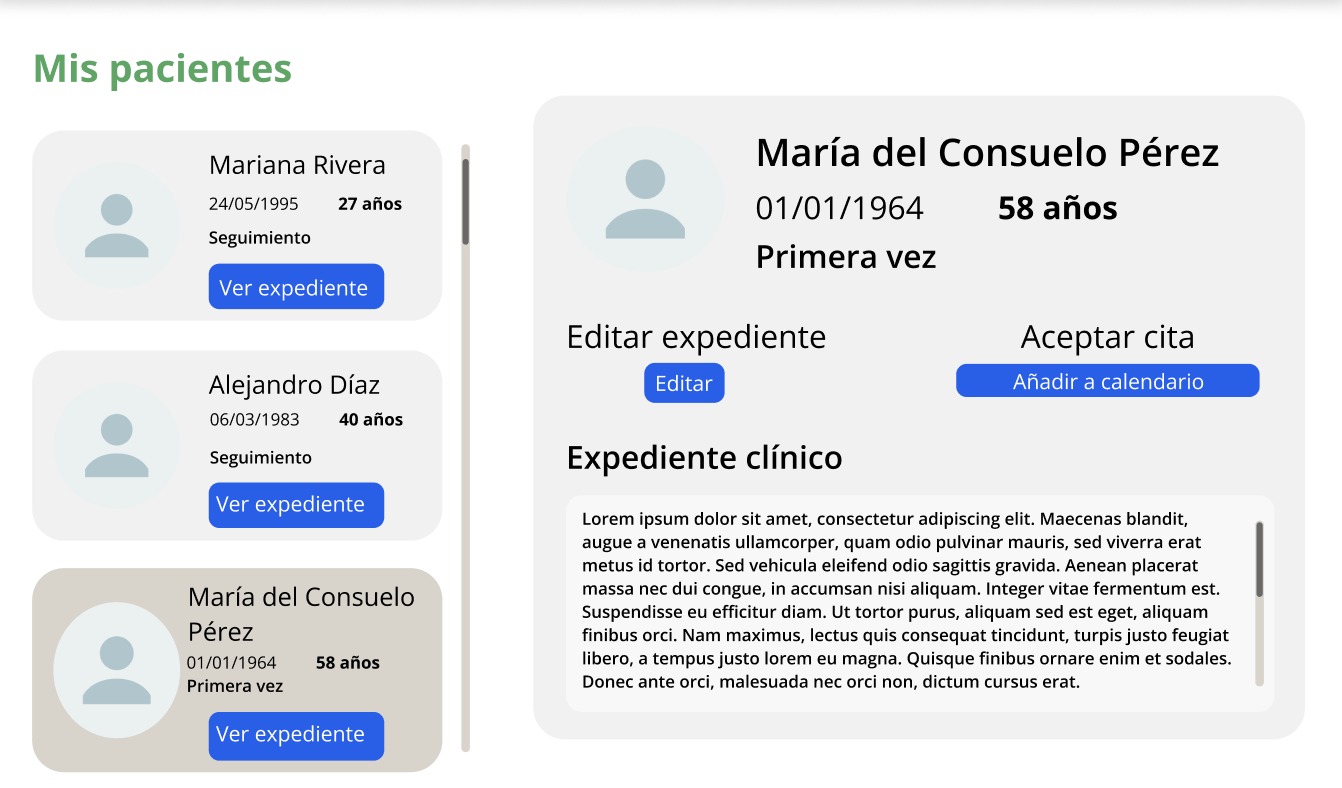 Mis pacientes
Mariana Rivera
24/05/1995 27 años
Seguimiento
Ver expediente
Alejandro Díaz
06/03/1983 40 años
Seguimiento
Ver expediente
María del Consuelo
Pérez
01/01/1964 58 años
Primera vez
Ver expediente
María del Consuelo Pérez
01/01/1964 58 años
Primera vez
Editar expediente
Editar
Aceptar cita
Añadir a calendario
Expediente clínico
Lorem ipsum dolor sit amet, consectetur adipiscing elit. Maecenas blandit,
augue a venenatis ullamcorper, quam odio pulvinar mauris, sed viverra erat
metus id tortor. Sed vehicula eleifend odio sagittis gravida. Aenean placerat
massa nec dui congue, in accumsan nisi aliquam. Integer vitae fermentum est.
Suspendisse eu efficitur diam. Ut tortor purus, aliquam sed est eget, aliquam
finibus orci. Nam maximus, lectus quis consequat tincidunt, turpis justo feugiat
libero, a tempus justo lorem eu magna. Quisque finibus ornare enim et sodales.
Donec ante orci, malesuada nec orci non, dictum cursus erat.